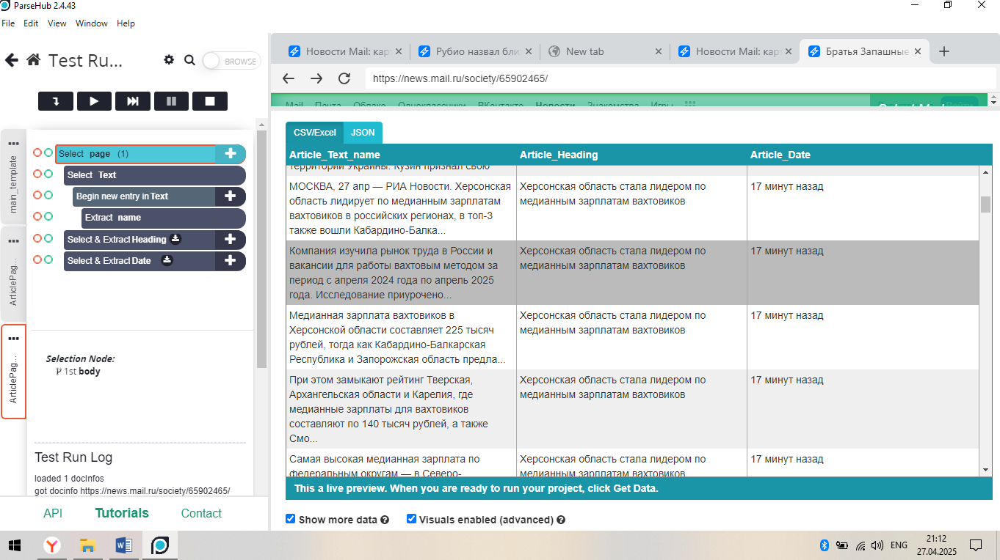 ParseHub 2.4.43
File Edit View Window Help
Test Ru...
BROWSE
Новости Mail: кар
Рубио назвал бли
New tab
Новости Mail: кар
Братья Запашные
https://news.mail.ru/society/65902465/
Mail Почта Облако Одноклассники ВКонтакте Новости Знакомства Игры
main_template
ArticlePag...
ArticlePag...
Select page (1)
Select Text
Begin new entry in Text
Extract name
Select & Extract Heading
Select & Extract Date
Selection Node:
1st body
Test Run Log
loaded 1 docInfos
got docinfo https://news.mail.ru/society/65902465/
API Tutorials Contact
CSV/Excel JSON
Article_Text_name Article_Heading Article_Date
территории Украины. Кузин признал свою
МОСКВА, 27 апр — РИА Новости. Херсонская
область лидирует по медианным зарплатам
вахтовиков в российских регионах, в топ-3
также вошли Кабардино-Балка...
Херсонская область стала лидером по
медианным зарплатам вахтовиков
17 минут назад
Компания изучила рынок труда в России и
вакансии для работы вахтовым методом за
период с апреля 2024 года по апрель 2025
года. Исследование приурочено...
Херсонская область стала лидером по
медианным зарплатам вахтовиков
17 минут назад
Медианная зарплата вахтовиков в
Херсонской области составляет 225 тысяч
рублей, тогда как Кабардино-Балкарская
Республика и Запорожская область предла...
Херсонская область стала лидером по
медианным зарплатам вахтовиков
17 минут назад
При этом замыкают рейтинг Тверская,
Архангельская области и Карелия, где
медианные зарплаты для вахтовиков
составляют по 140 тысяч рублей, а также
Смо...
Херсонская область стала лидером по
медианным зарплатам вахтовиков
17 минут назад
Самая высокая медианная зарплата по
федеральным округам — в Северо-
Херсонская область стала лидером по
медианным зарплатам вахтовиков
17 минут назад
This a live preview. When you are ready to run your project, click Get Data.
Show more data Visuals enabled (advanced)
ENG
21:12
27.04.2025